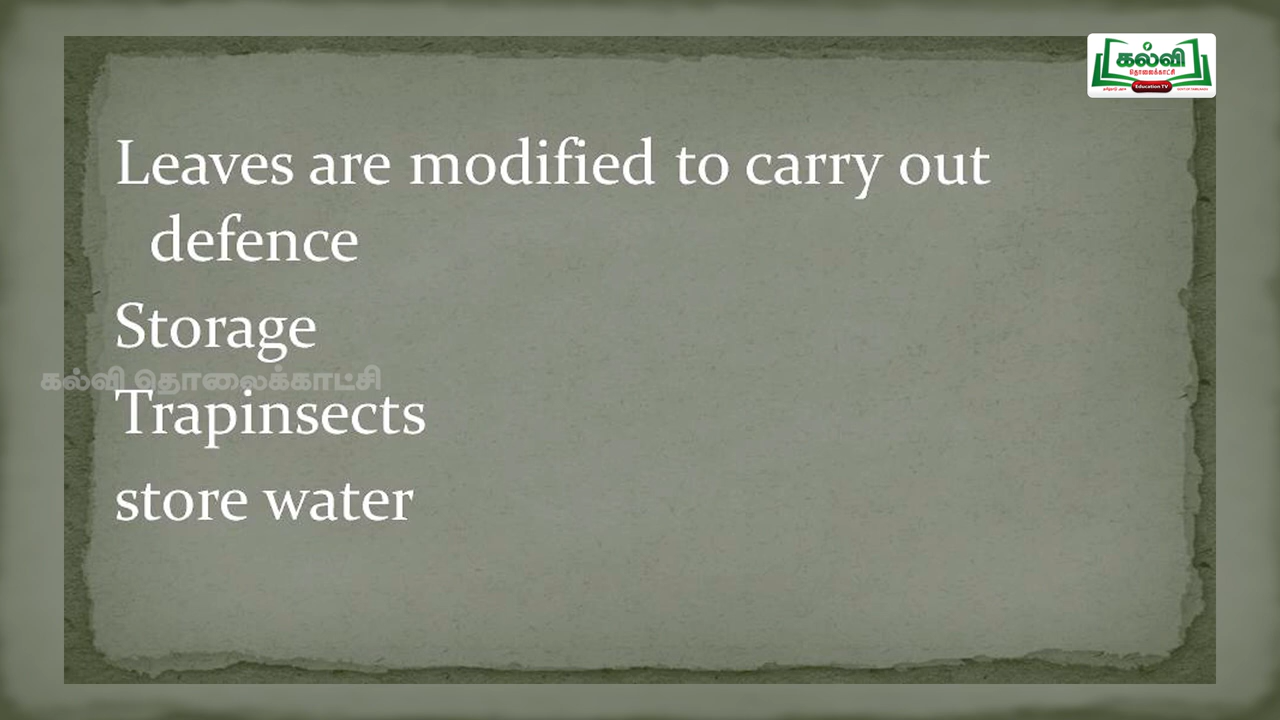 கல்வி
தொலைக்காட்சி
Education TV
Leaves are modified to carry out
defence
Storage
கல்வி தொலைக்காட்சி
Trapinsects
store water